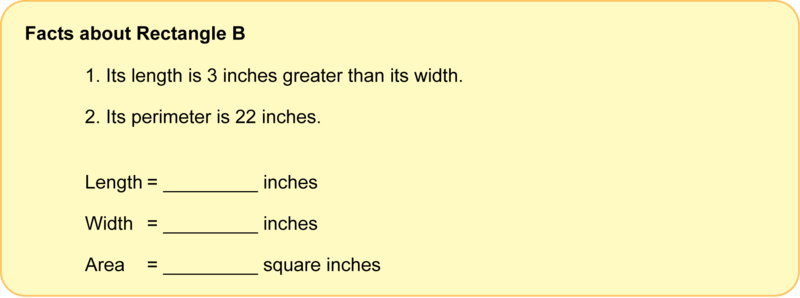 Facts about Rectangle B
1. Its length is 3 inches greater than its width.
2. Its perimeter is 22 inches.
Length = _________ inches
Width = _________ inches
Area = _________ square inches